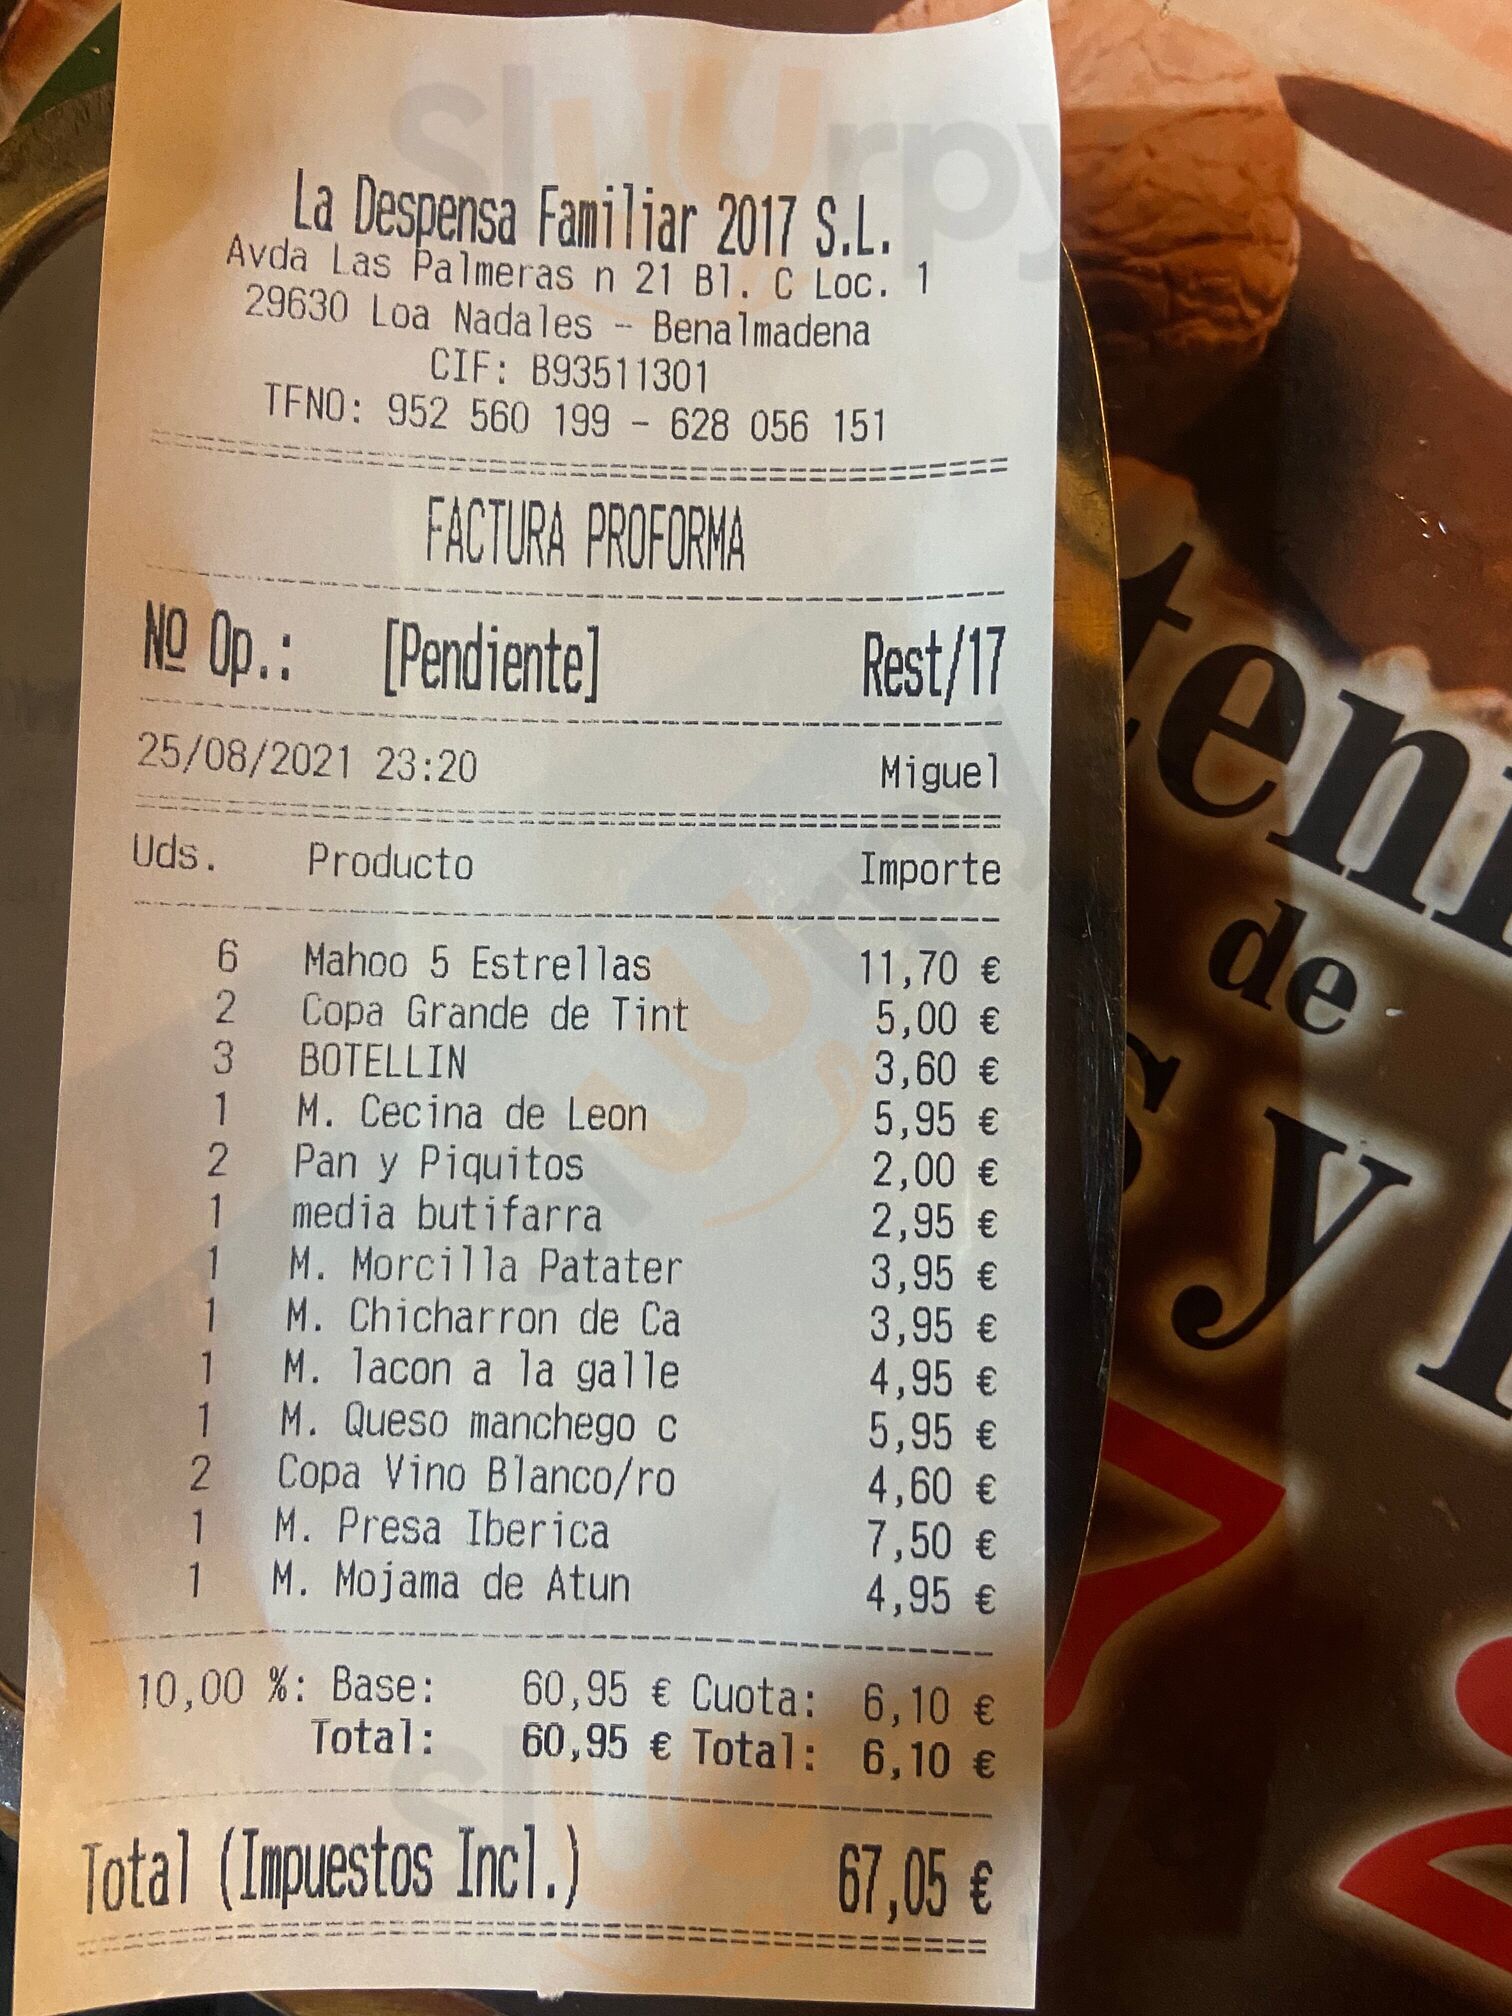 La Despensa Familiar 2017 S.L.
Avda Las Palmeras n 21 Bl. C Loc. 1
29630 Loa Nadales - Benalmadena
CIF: B93511301
TFNO: 952 560 199 - 628 056 151
FACTURA PROFORMA
Nº Op.: [Pendiente] Rest/17
25/08/2021 23:20 Miguel
Uds. Producto Importe
6 Mahoo 5 Estrellas 11,70 €
2 Copa Grande de Tint 5,00 €
3 BOTELLIN 3,60 €
1 M. Cecina de Leon 5,95 €
2 Pan y Piquitos 2,00 €
1 media butifarra 2,95 €
1 M. Morcilla Patater 3,95 €
1 M. Chicharron de Ca 3,95 €
1 M. lacon a la galle 4,95 €
1 M. Queso manchego c 5,95 €
2 Copa Vino Blanco/ro 4,60 €
1 M. Presa Iberica 7,50 €
1 M. Mojama de Atun 4,95 €
10,00 %: Base: 60,95 € Cuota: 6,10 €
Total: 60,95 € Total: 6,10 €
Total (Impuestos Incl.) 67,05 €
teni
de
s y
sluurpy
sluurpy
sluurpy